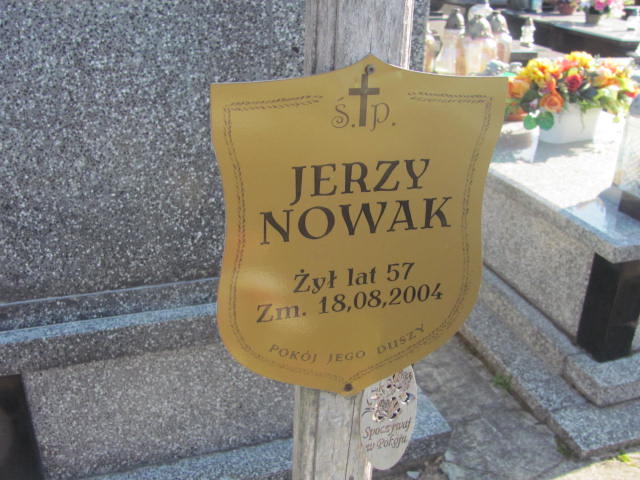 ś.p.
JERZY
NOWAK
Żył lat 57
Zm. 18,08,2004
POKÓJ JEGO DUSZY
Spoczywaj
w Pokoju